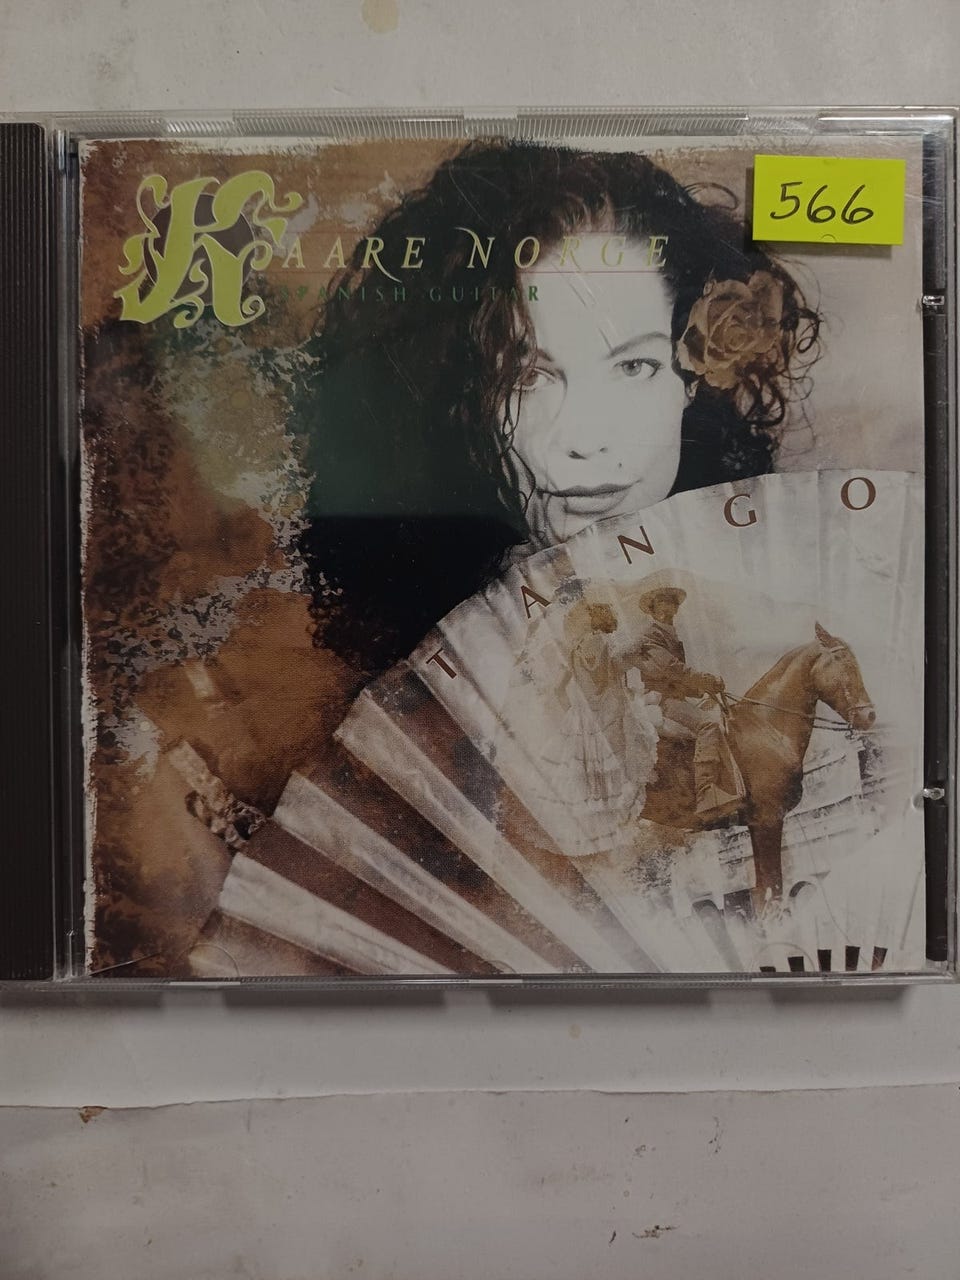 KAARE NORGE
SPANISH GUITAR
566
TANGO